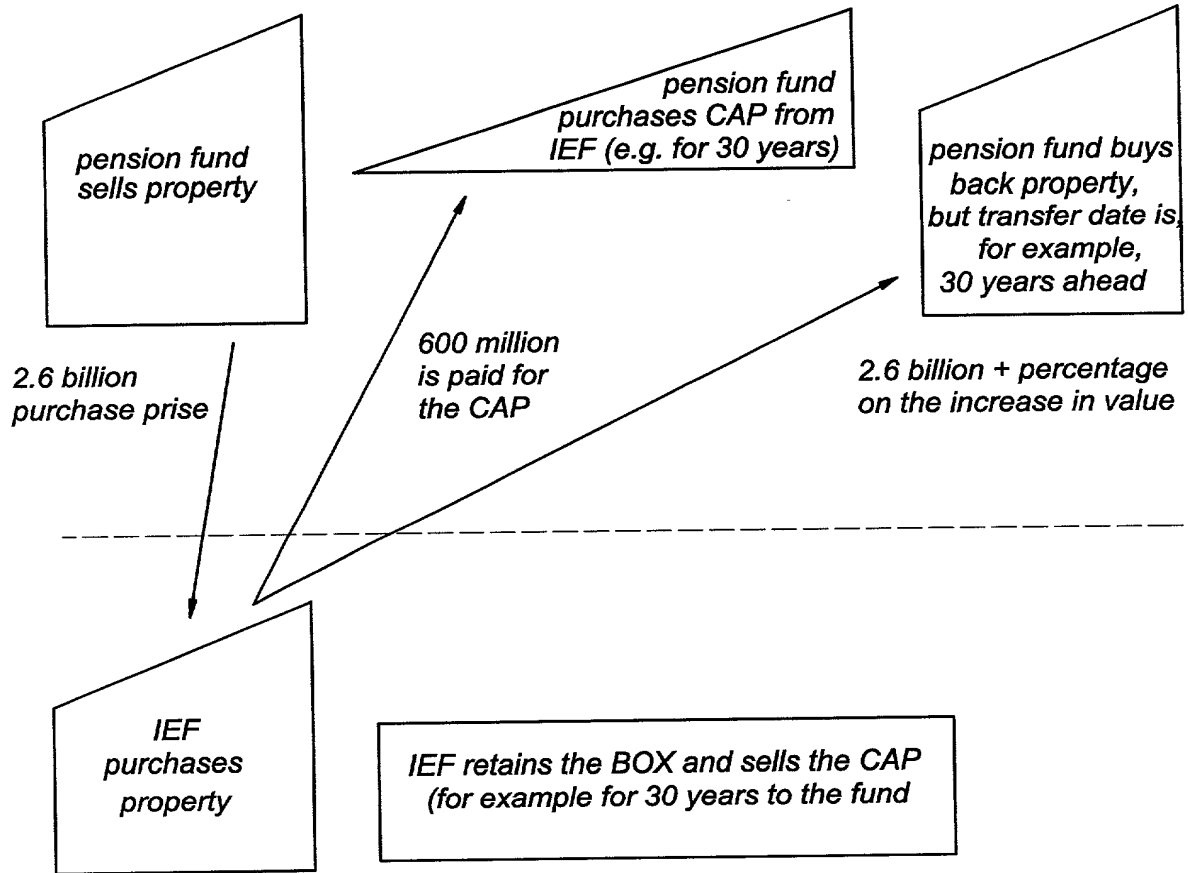 pension fund
sells property
pension fund
purchases CAP from
IEF (e.g. for 30 years)
pension fund buys
back property,
but transfer date is,
for example,
30 years ahead
2.6 billion
purchase prise
600 million
is paid for
the CAP
2.6 billion + percentage
on the increase in value
IEF
purchases
property
IEF retains the BOX and sells the CAP
(for example for 30 years to the fund